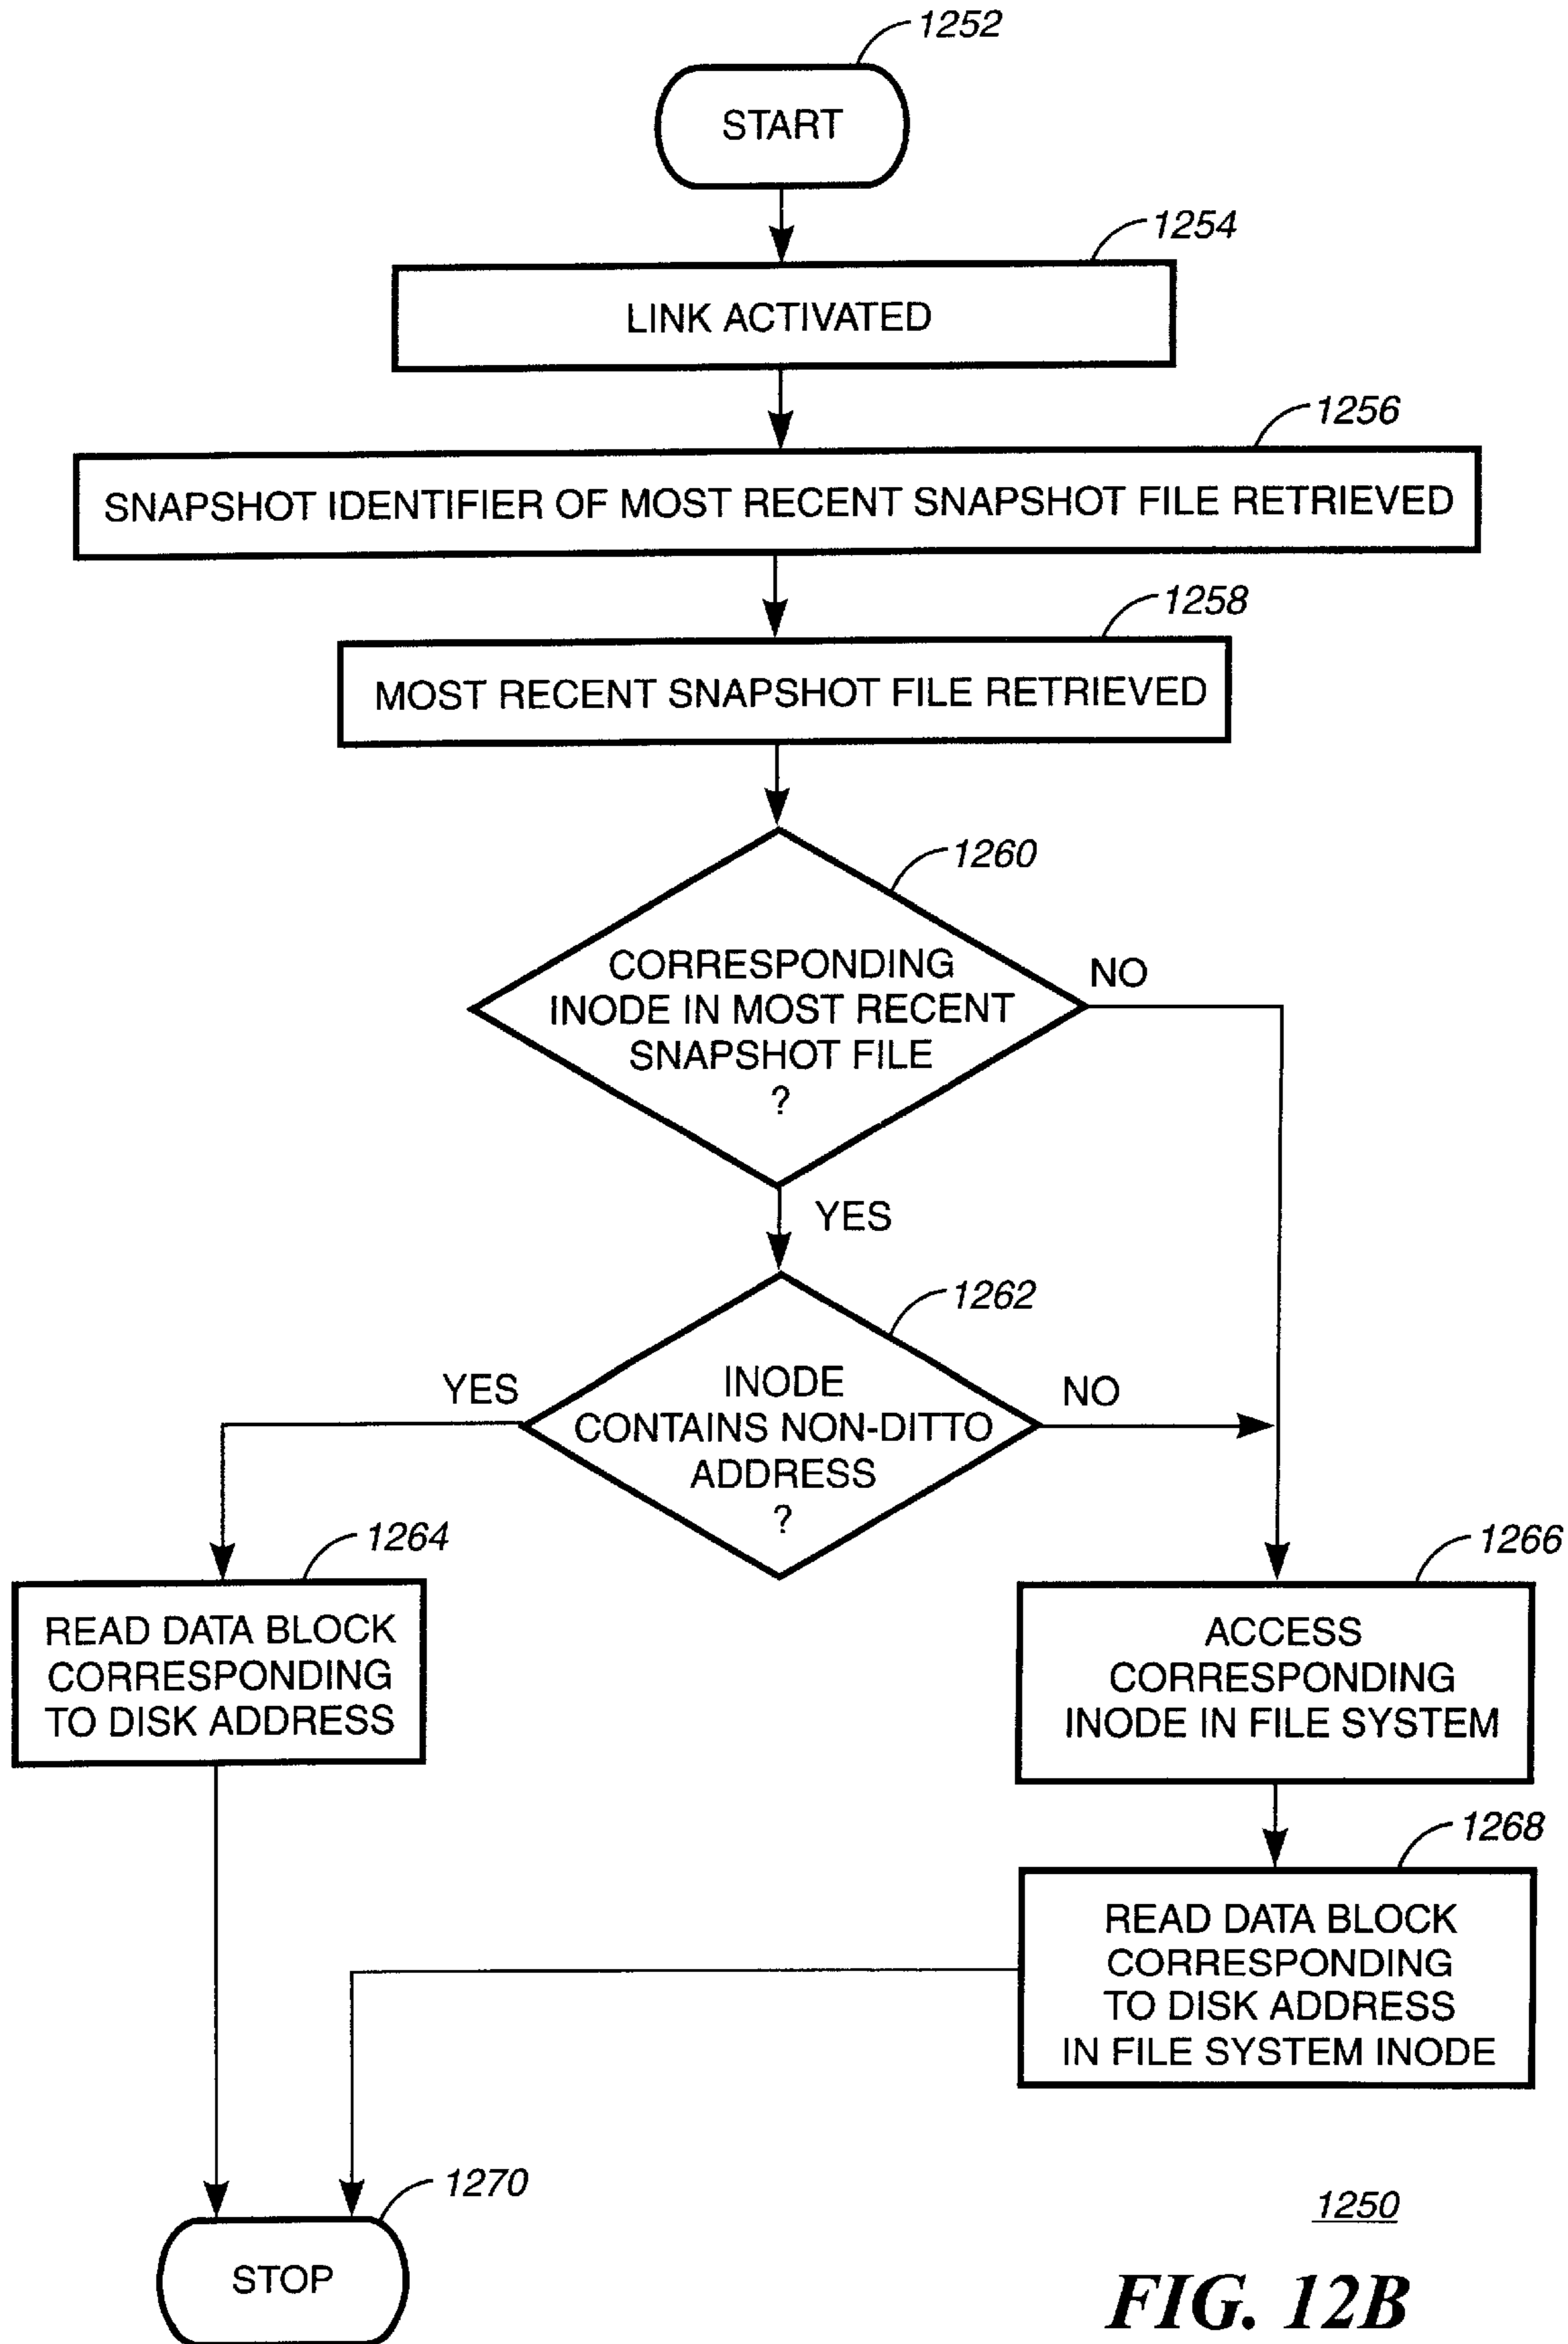 1252
START
1254
LINK ACTIVATED
1256
SNAPSHOT IDENTIFIER OF MOST RECENT SNAPSHOT FILE RETRIEVED
1258
MOST RECENT SNAPSHOT FILE RETRIEVED
1260
CORRESPONDING
INODE IN MOST RECENT
SNAPSHOT FILE
?
NO
YES
1262
INODE
CONTAINS NON-DITTO
ADDRESS
?
YES
NO
1264
READ DATA BLOCK
CORRESPONDING
TO DISK ADDRESS
1266
ACCESS
CORRESPONDING
INODE IN FILE SYSTEM
1268
READ DATA BLOCK
CORRESPONDING
TO DISK ADDRESS
IN FILE SYSTEM INODE
1270
STOP
1250
FIG. 12B